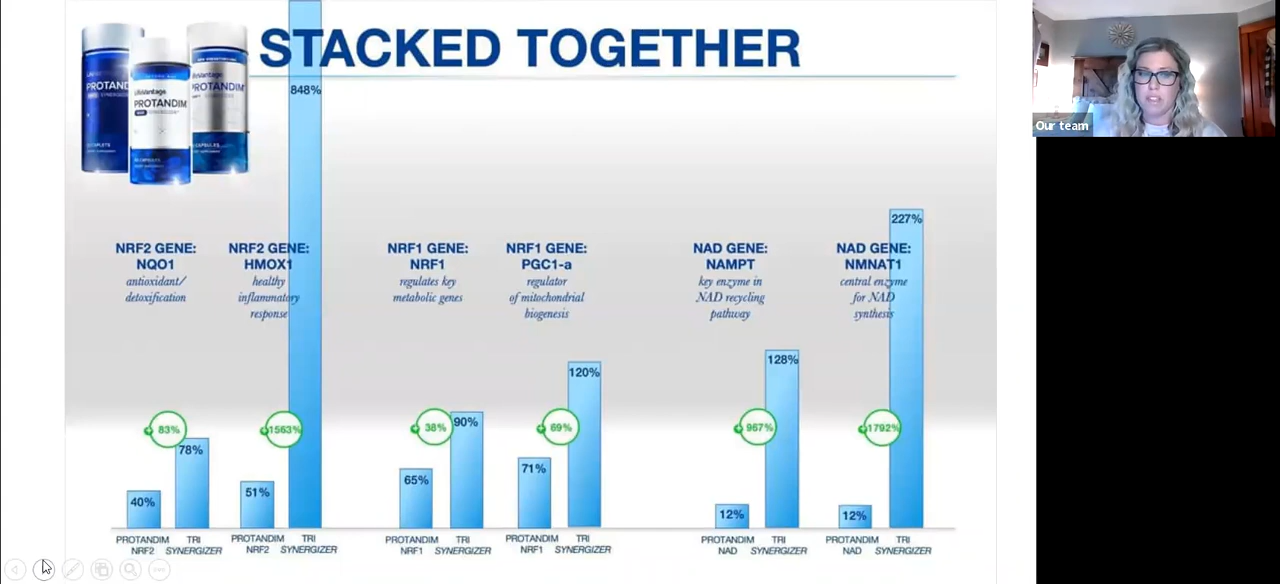 STACKED TOGETHER
LifeVantage
PROTANDIM
PROTANDIM
PROTANDIM
Our team
848%
227%
NRF2 GENE:
NQO1
antioxidant/
detoxification
NRF2 GENE:
HMOX1
healthy
inflammatory
response
NRF1 GENE:
NRF1
regulates key
metabolic genes
NRF1 GENE:
PGC1-a
regulator
of mitochondrial
biogenesis
NAD GENE:
NAMPT
key enzyme in
NAD recycling
pathway
NAD GENE:
NMNAT1
central enzyme
for NAD
synthesis
83%
1563%
38%
69%
967%
1792%
40%
78%
51%
65%
90%
71%
120%
12%
128%
12%
PROTANDIM
NRF2
TRI
SYNERGIZER
PROTANDIM
NRF2
TRI
SYNERGIZER
PROTANDIM
NRF1
TRI
SYNERGIZER
PROTANDIM
NRF1
TRI
SYNERGIZER
PROTANDIM
NAD
TRI
SYNERGIZER
PROTANDIM
NAD
TRI
SYNERGIZER